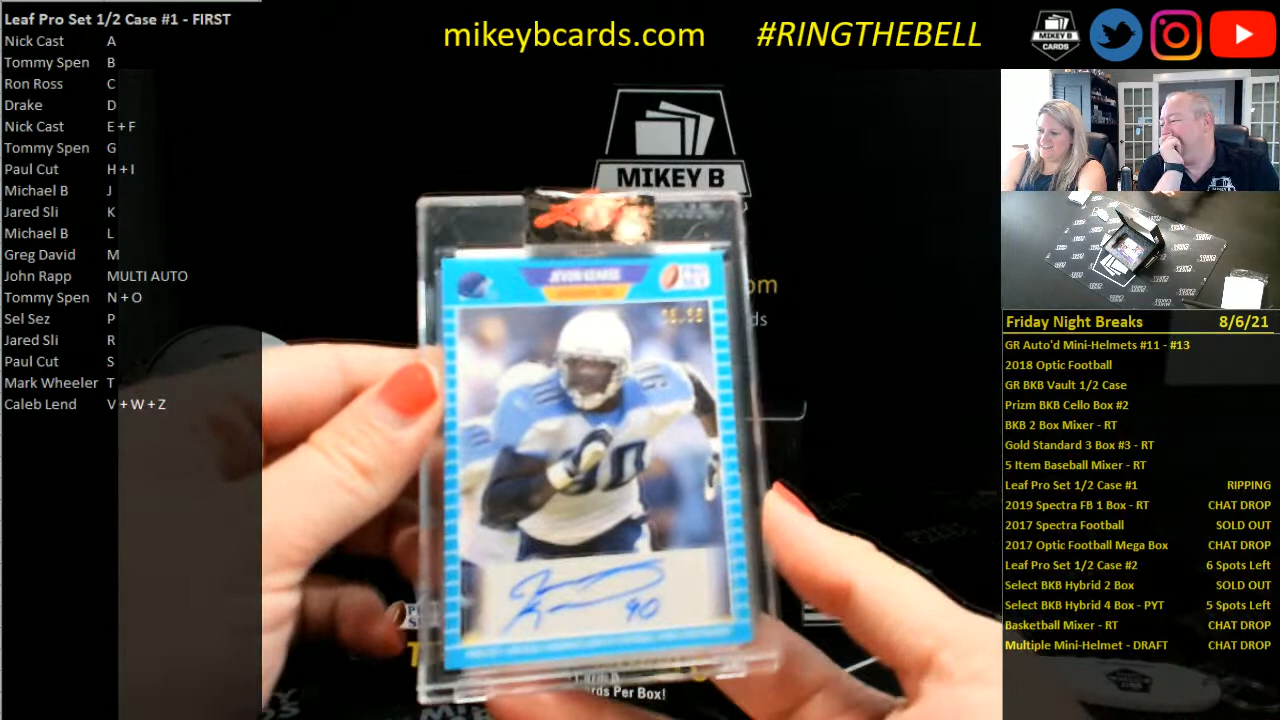 Leaf Pro Set 1/2 Case #1 - FIRST
Nick Cast A
Tommy Spen B
Ron Ross C
Drake D
Nick Cast E + F
Tommy Spen G
Paul Cut H + I
Michael B J
Jared Sli K
Michael B L
Greg David M
John Rapp MULTI AUTO
Tommy Spen N + O
Sel Sez P
Jared Sli R
Paul Cut S
Mark Wheeler T
Caleb Lend V + W + Z
mikeybcards.com #RINGTHEBELL
MIKEY B
CARDS
MIKEY B
JEVON KEARSE
90
90
Cards Per Box!
Friday Night Breaks 8/6/21
GR Auto'd Mini-Helmets #11 - #13
2018 Optic Football
GR BKB Vault 1/2 Case
Prizm BKB Cello Box #2
BKB 2 Box Mixer - RT
Gold Standard 3 Box #3 - RT
5 Item Baseball Mixer - RT
Leaf Pro Set 1/2 Case #1 RIPPING
2019 Spectra FB 1 Box - RT CHAT DROP
2017 Spectra Football SOLD OUT
2017 Optic Football Mega Box CHAT DROP
Leaf Pro Set 1/2 Case #2 6 Spots Left
Select BKB Hybrid 2 Box SOLD OUT
Select BKB Hybrid 4 Box - PYT 5 Spots Left
Basketball Mixer - RT CHAT DROP
Multiple Mini-Helmet - DRAFT CHAT DROP